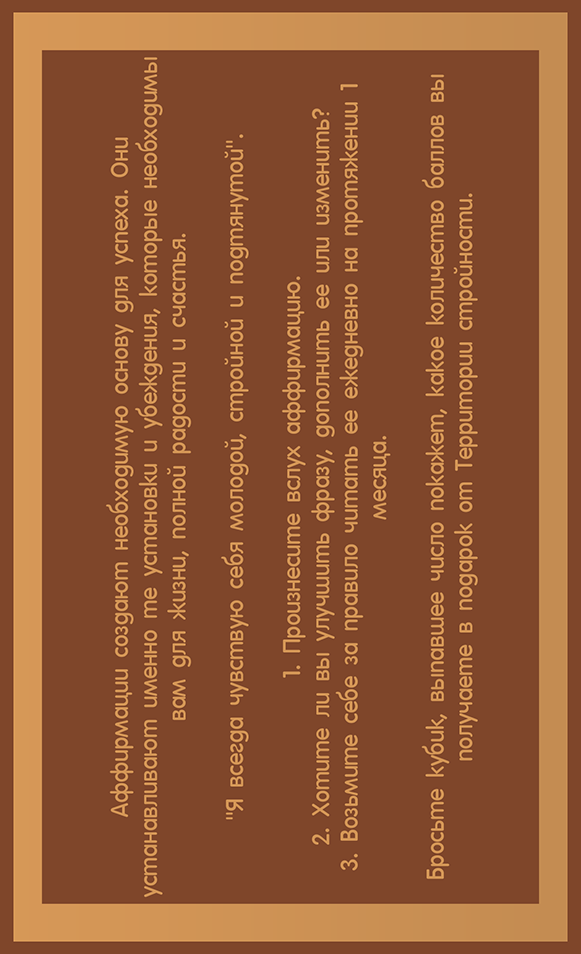 Аффирмации создают необходимую основу для успеха. Они
устанавливают именно те установки и убеждения, которые необходимы
вам для жизни, полной радости и счастья.
"Я всегда чувствую себя молодой, стройной и подтянутой".
1. Произнесите вслух аффирмацию.
2. Хотите ли вы улучшить фразу, дополнить ее или изменить?
3. Возьмите себе за правило читать ее ежедневно на протяжении 1
месяца.
Бросьте кубик, выпавшее число покажет, какое количество баллов вы
получаете в подарок от Территории стройности.